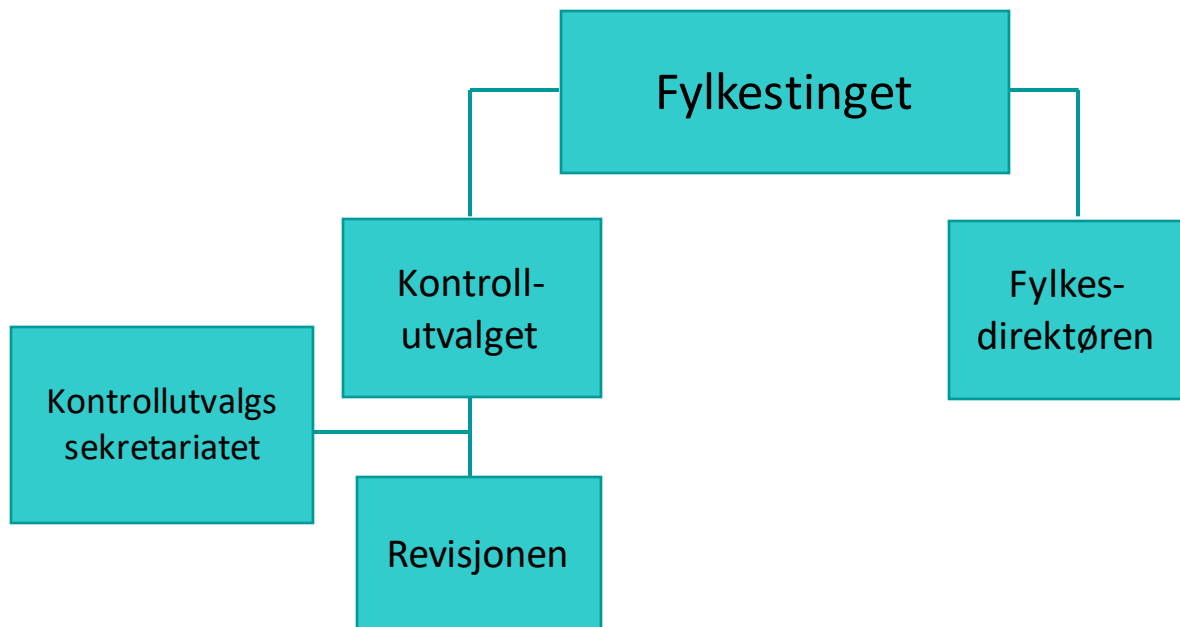 Fylkestinget
Kontroll-
utvalget
Fylkes-
direktøren
Kontrollutvalgs
sekretariatet
Revisjonen